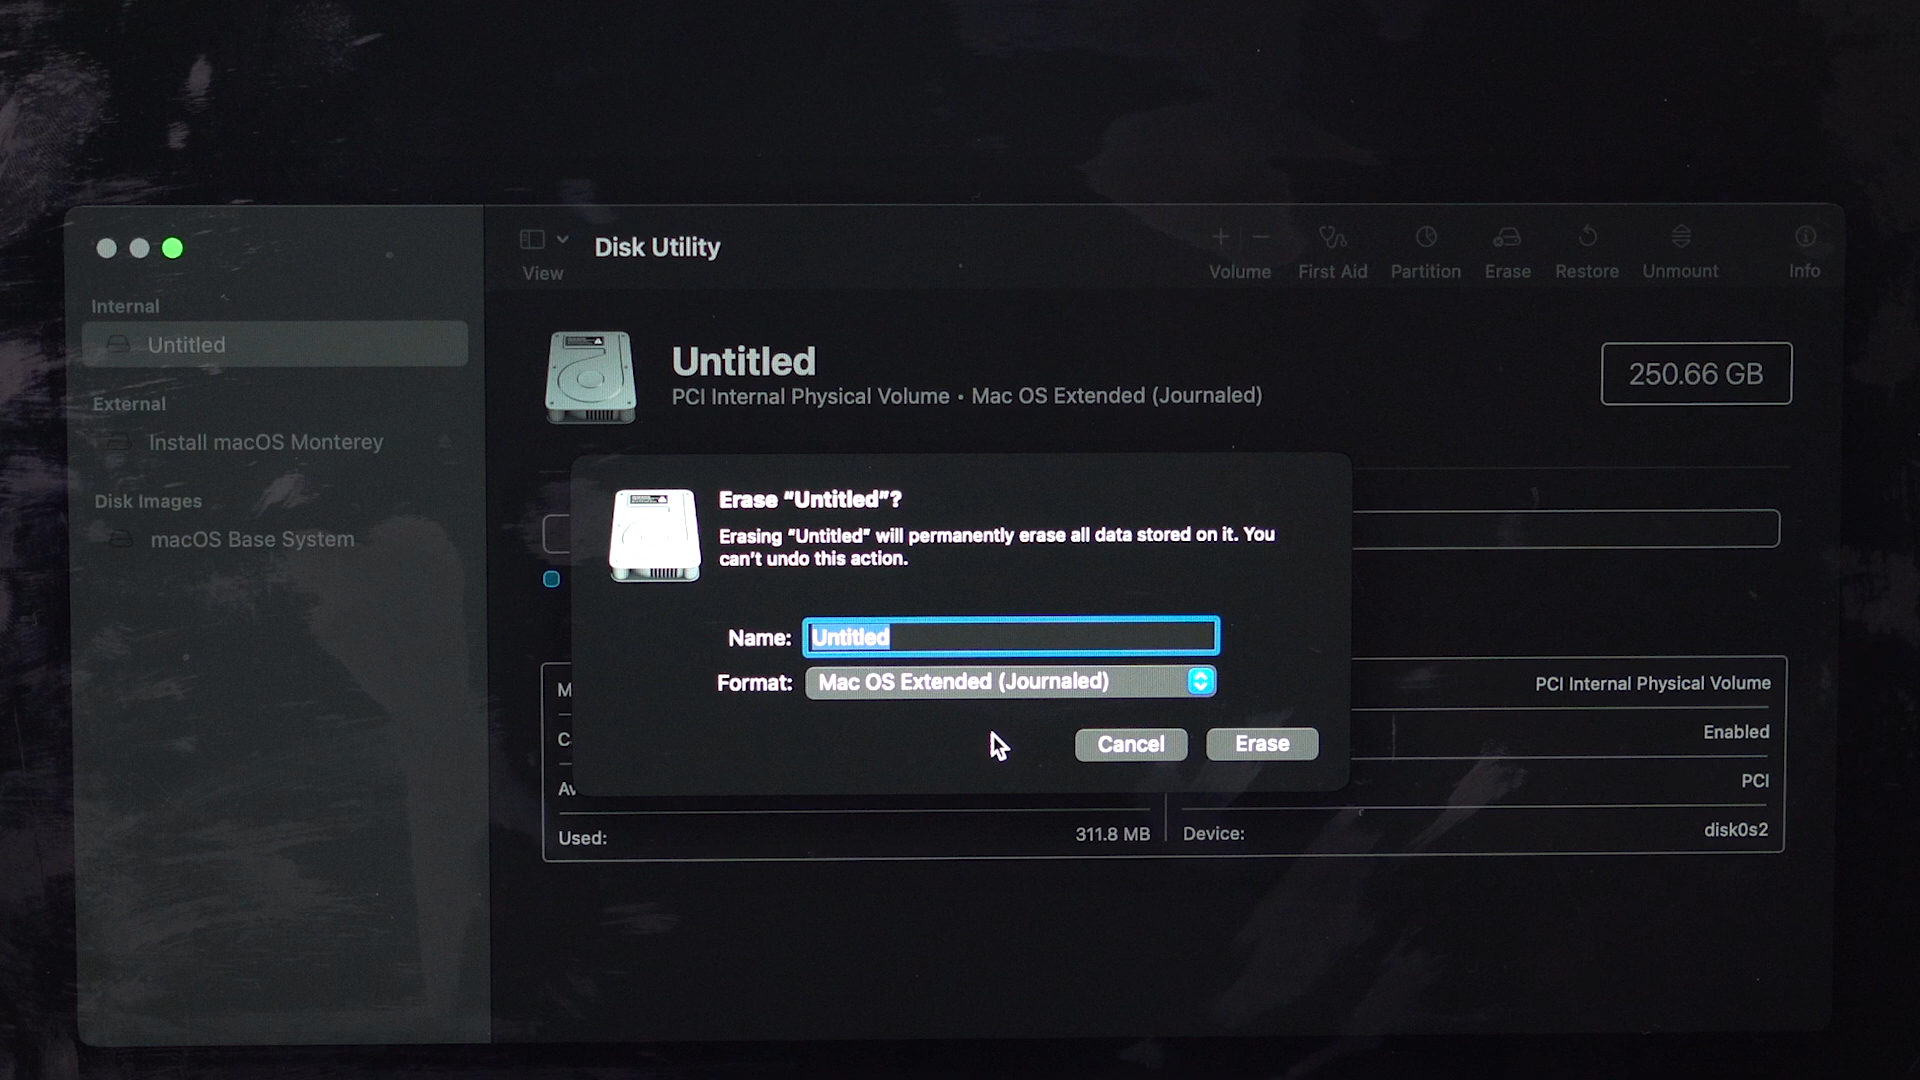 View
Disk Utility
Volume
First Aid
Partition
Erase
Restore
Unmount
Info
Internal
Untitled
External
Install macOS Monterey
Disk Images
macOS Base System
Untitled
PCI Internal Physical Volume • Mac OS Extended (Journaled)
250.66 GB
Erase “Untitled”?
Erasing “Untitled” will permanently erase all data stored on it. You
can’t undo this action.
Name: Untitled
Format: Mac OS Extended (Journaled)
Cancel
Erase
PCI Internal Physical Volume
Enabled
PCI
Used: 311.8 MB
Device: disk0s2